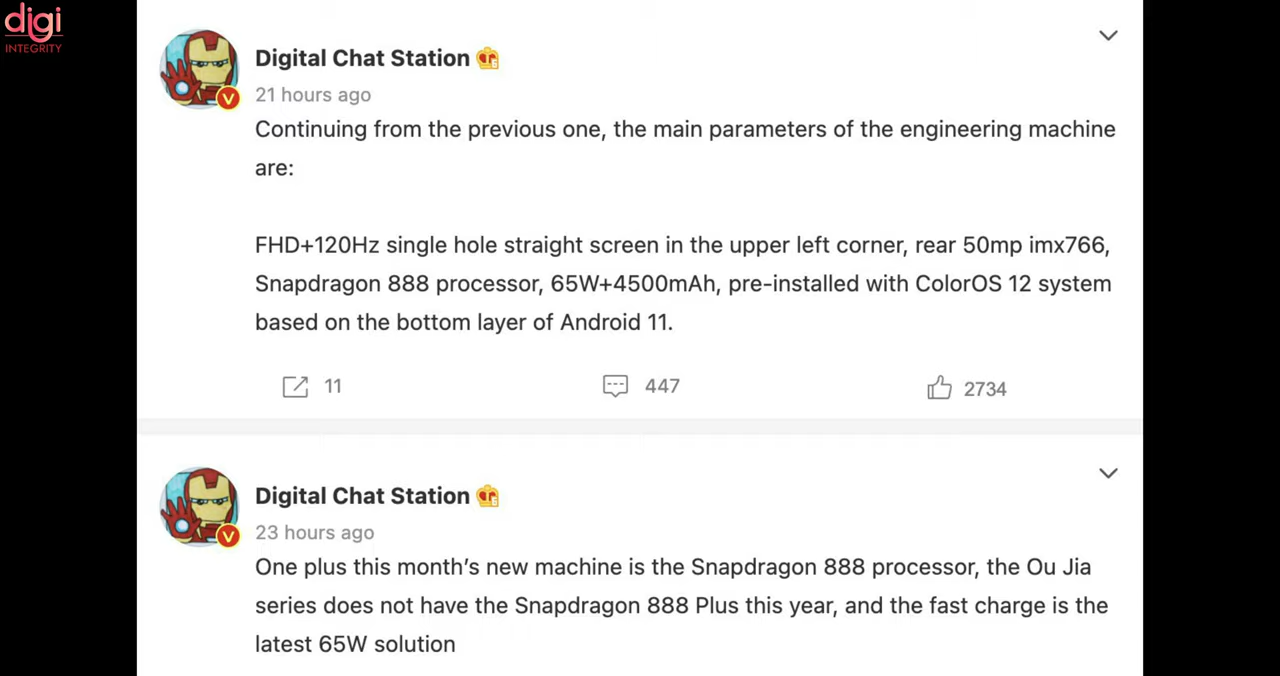 digi
INTEGRITY
Digital Chat Station
21 hours ago
Continuing from the previous one, the main parameters of the engineering machine
are:
FHD+120Hz single hole straight screen in the upper left corner, rear 50mp imx766,
Snapdragon 888 processor, 65W+4500mAh, pre-installed with ColorOS 12 system
based on the bottom layer of Android 11.
11
447
2734
Digital Chat Station
23 hours ago
One plus this month’s new machine is the Snapdragon 888 processor, the Ou Jia
series does not have the Snapdragon 888 Plus this year, and the fast charge is the
latest 65W solution